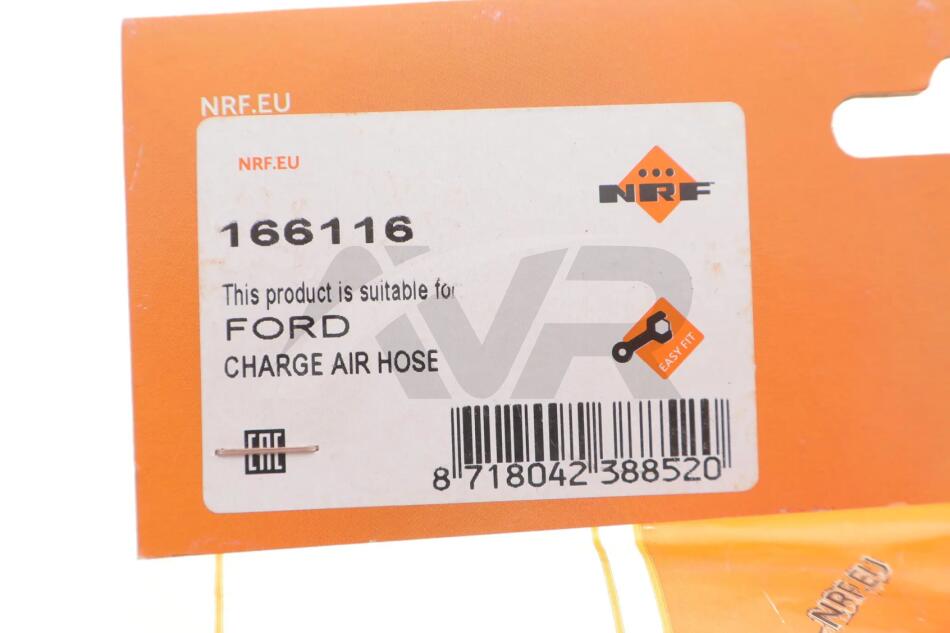 NRF.EU
NRF.EU
NRF
166116
This product is suitable for
FORD
CHARGE AIR HOSE
EASY FIT
EAC
8 718042 388520
NRF.EU